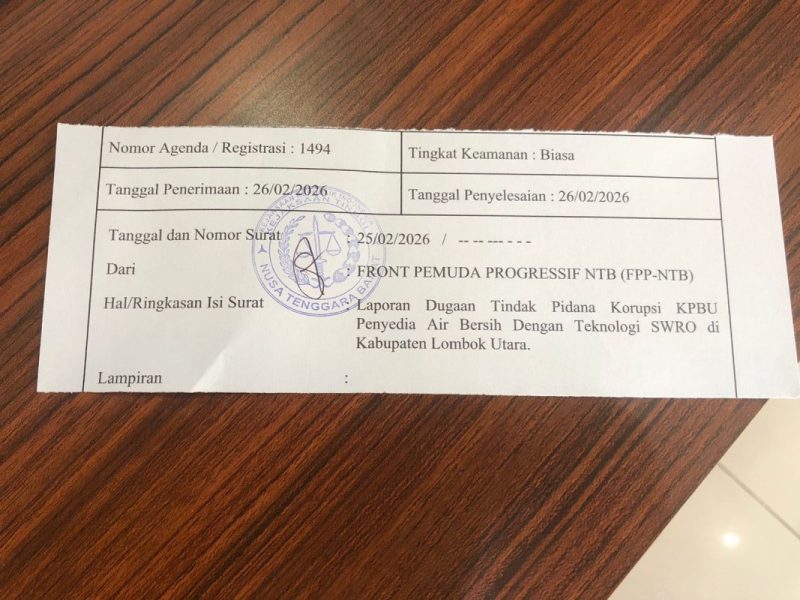 Nomor Agenda / Registrasi : 1494
Tingkat Keamanan : Biasa
Tanggal Penerimaan : 26/02/2026
Tanggal Penyelesaian : 26/02/2026
Tanggal dan Nomor Surat : 25/02/2026 / -- -- --- - - -
Dari : FRONT PEMUDA PROGRESSIF NTB (FPP-NTB)
Hal/Ringkasan Isi Surat : Laporan Dugaan Tindak Pidana Korupsi KPBU
Penyedia Air Bersih Dengan Teknologi SWRO di
Kabupaten Lombok Utara.
Lampiran :
KEJAKSAAN TINGGI
NUSA TENGGARA BARAT